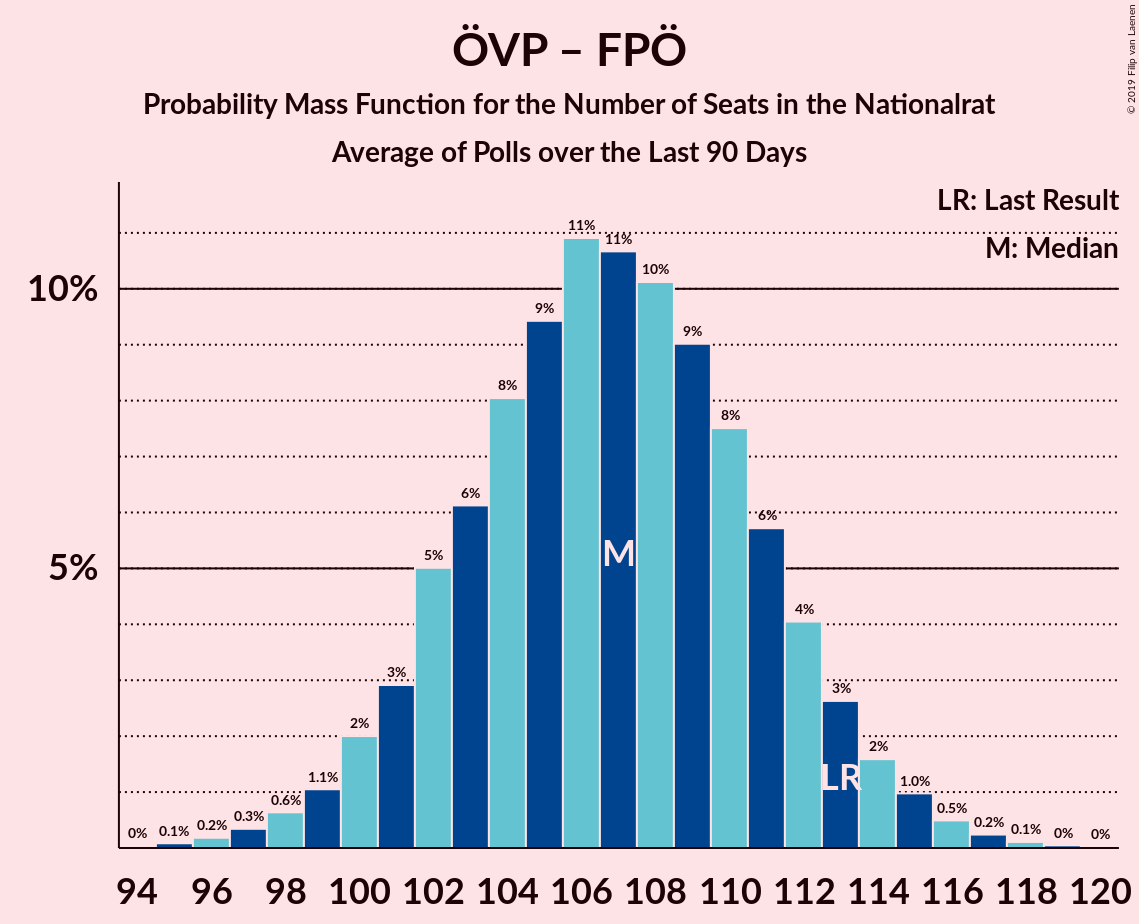 ÖVP – FPÖ
Probability Mass Function for the Number of Seats in the Nationalrat
Average of Polls over the Last 90 Days
© 2019 Filip van Laenen
LR: Last Result
M: Median
10%
5%
0% 0.1% 0.2% 0.3% 0.6% 1.1% 2% 3% 5% 6% 8% 9% 11% 11% 10% 9% 8% 6% 4% 3% 2% 1.0% 0.5% 0.2% 0.1% 0% 0%
M
LR
94 96 98 100 102 104 106 108 110 112 114 116 118 120